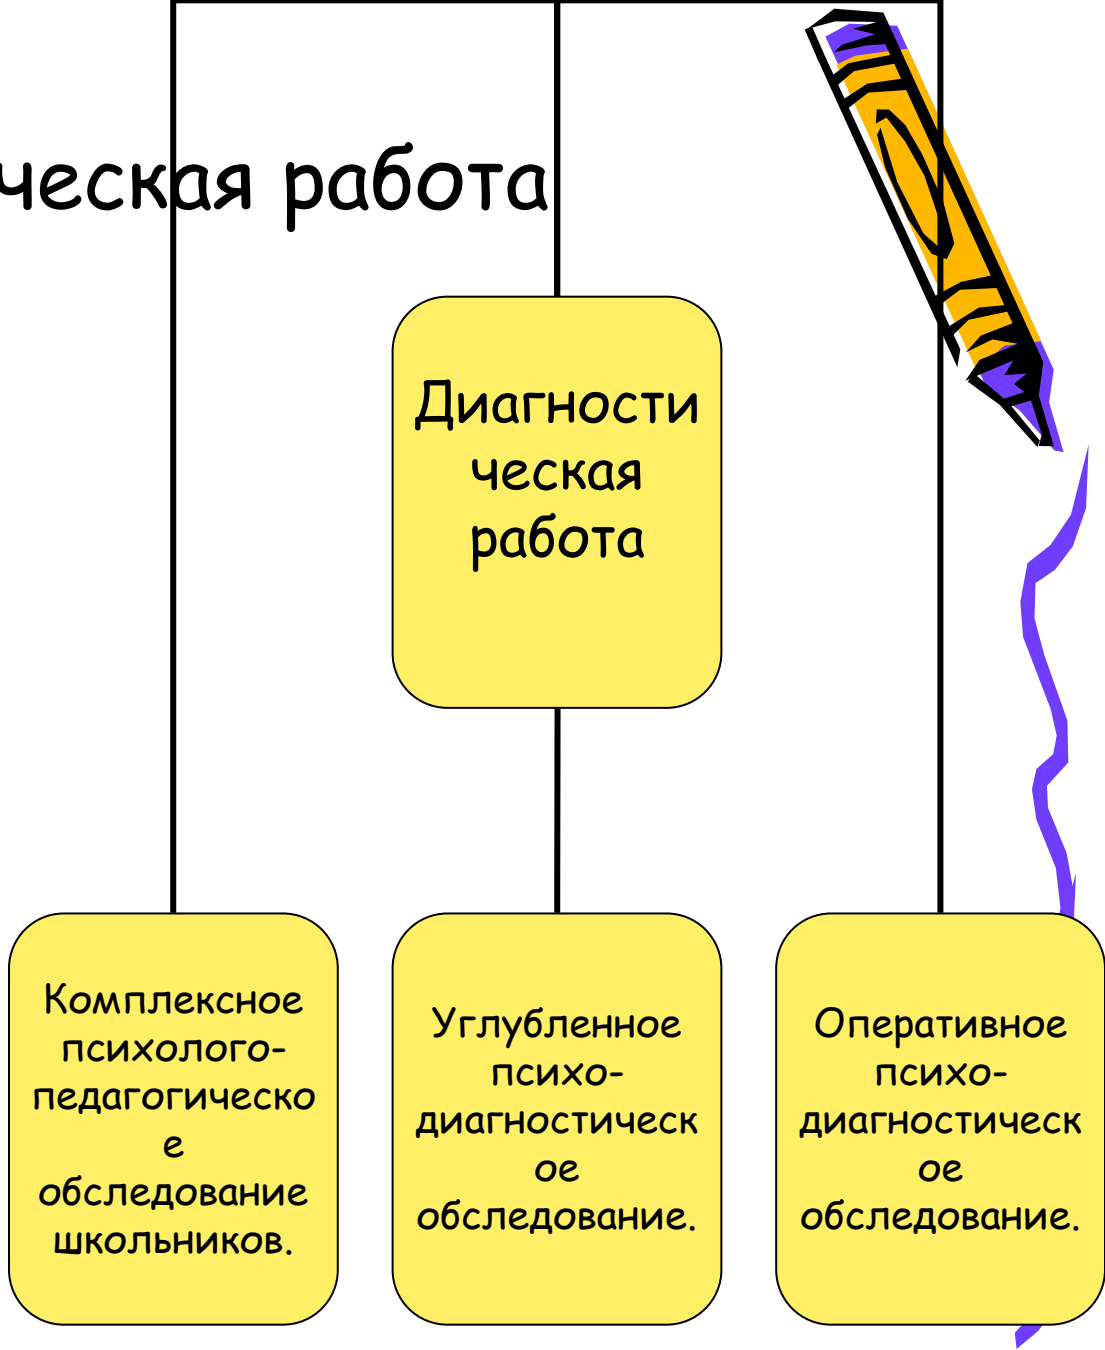 ческая работа
Диагности
ческая
работа
Комплексное
психолого-
педагогическо
е
обследование
школьников.
Углубленное
психо-
диагностическ
ое
обследование.
Оперативное
психо-
диагностическ
ое
обследование.